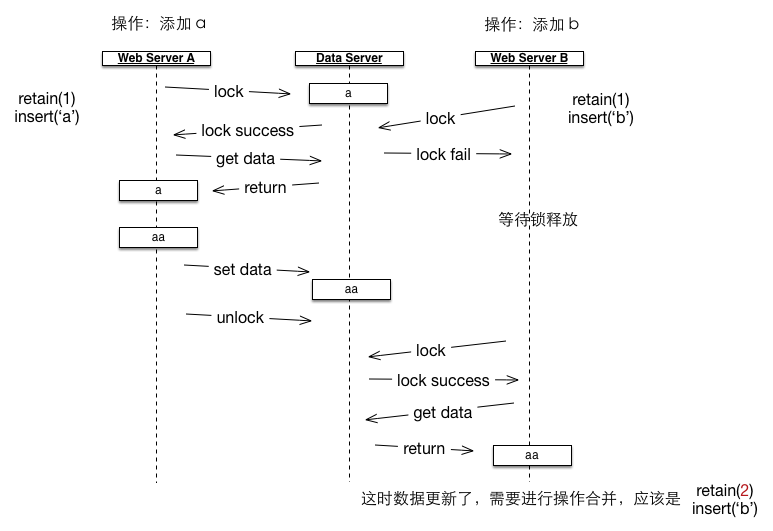 操作：添加 a
操作：添加 b
Web Server A
Data Server
Web Server B
retain(1)
insert(‘a’)
lock
a
retain(1)
insert(‘b’)
lock
lock success
get data
lock fail
a
return
等待锁释放
aa
set data
aa
unlock
lock
lock success
get data
return
aa
这时数据更新了，需要进行操作合并，应该是
retain(2)
insert(‘b’)